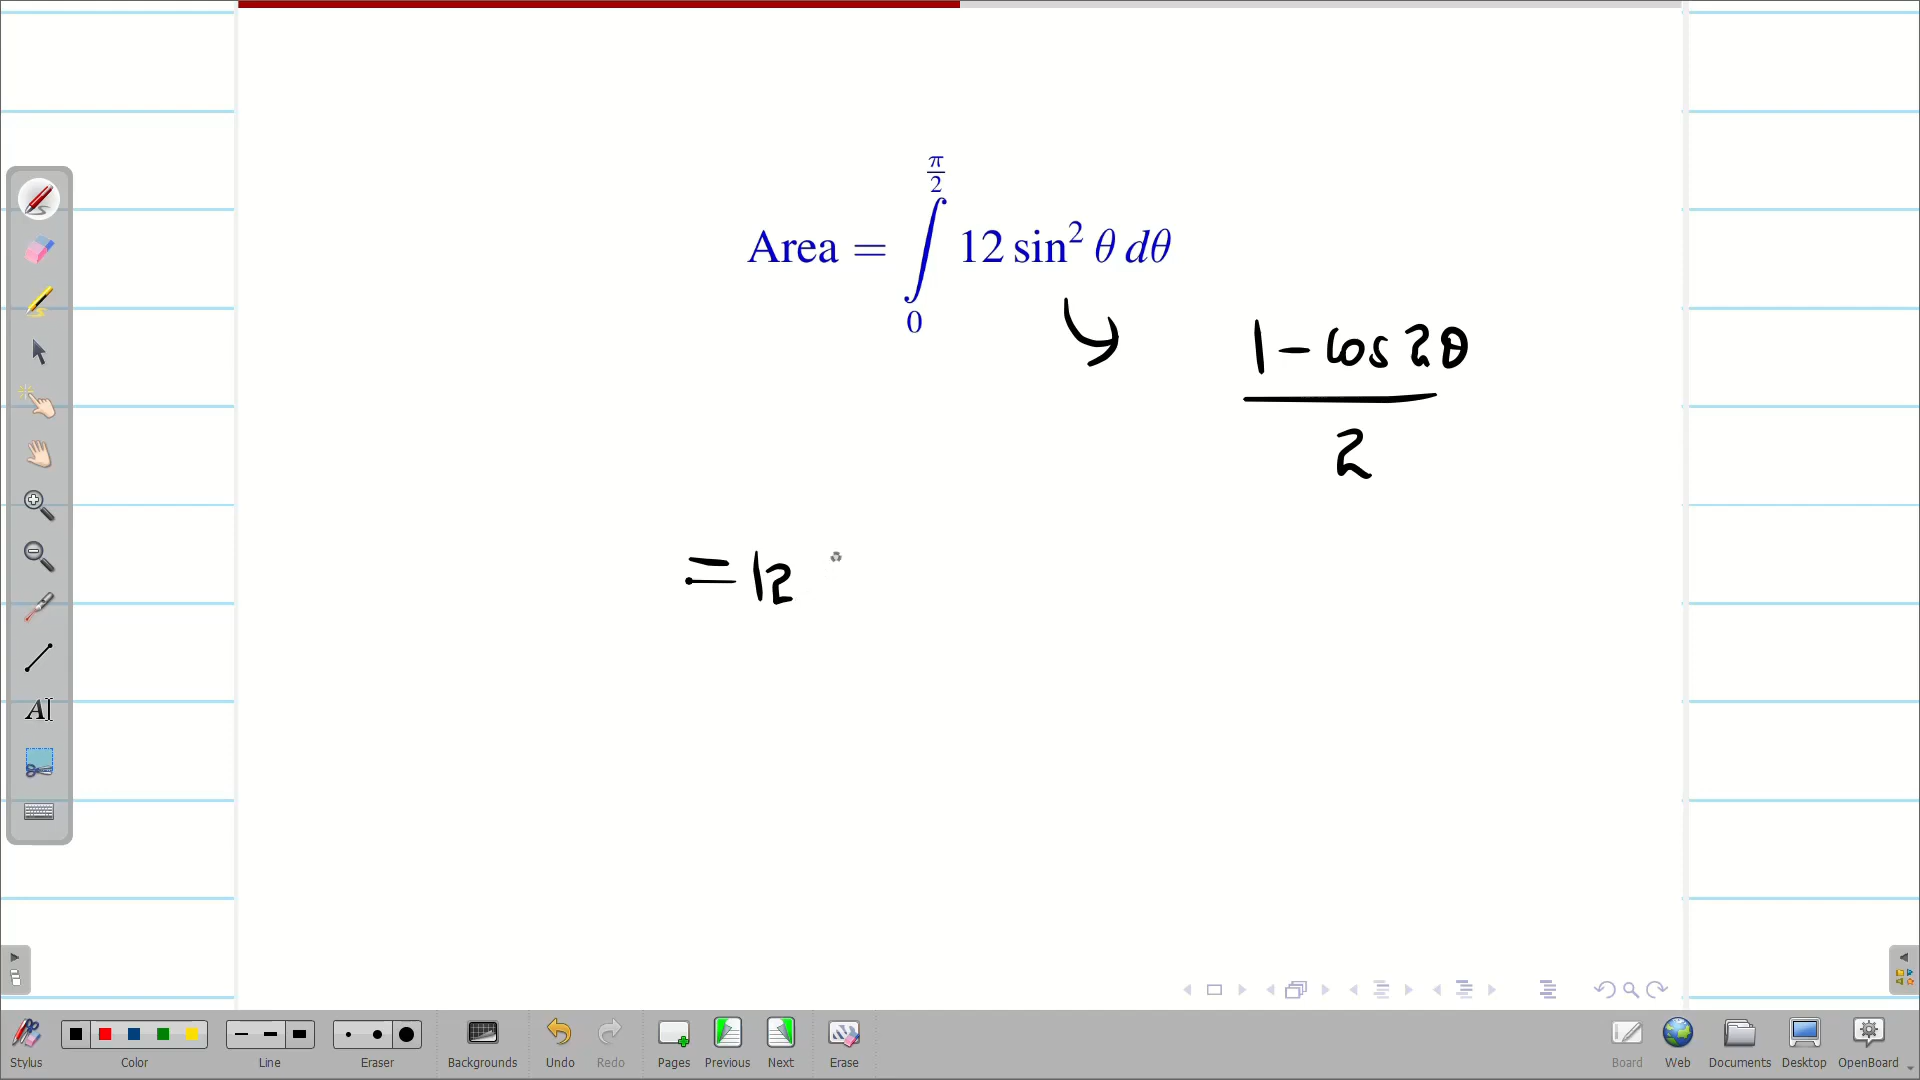 π/2
Area = ∫ 12 sin² θ dθ
0
1 - cos 2θ
2
= 12
AI
Stylus Color Line Eraser Backgrounds Undo Redo Pages Previous Next Erase Board Web Documents Desktop OpenBoard